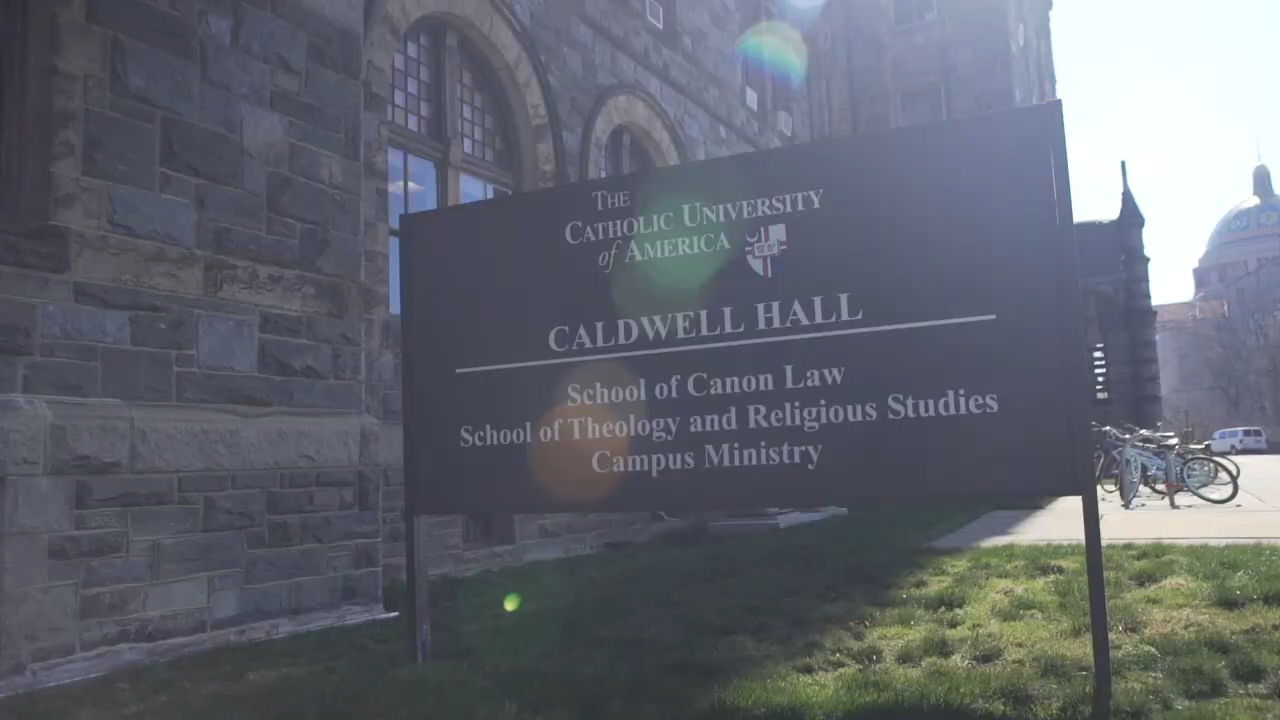 THE
CATHOLIC UNIVERSITY
of AMERICA
CALDWELL HALL
School of Canon Law
School of Theology and Religious Studies
Campus Ministry